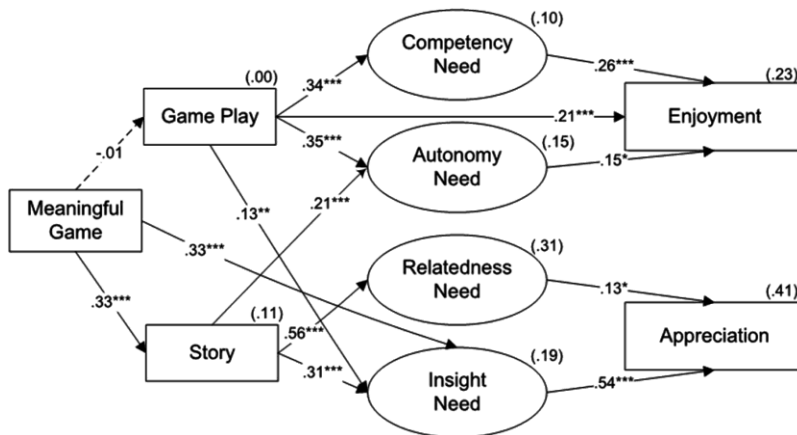 (.10)
Competency
Need
(.00)
.34***
.26***
(.23)
Game Play
.21***
Enjoyment
.35***
(.15)
-.01
Autonomy
Need
.15*
Meaningful
Game
.13**
.21***
.33***
(.31)
Relatedness
Need
.33***
(.11)
.13*
(.41)
.56***
Story
Appreciation
.31***
(.19)
Insight
Need
.54***